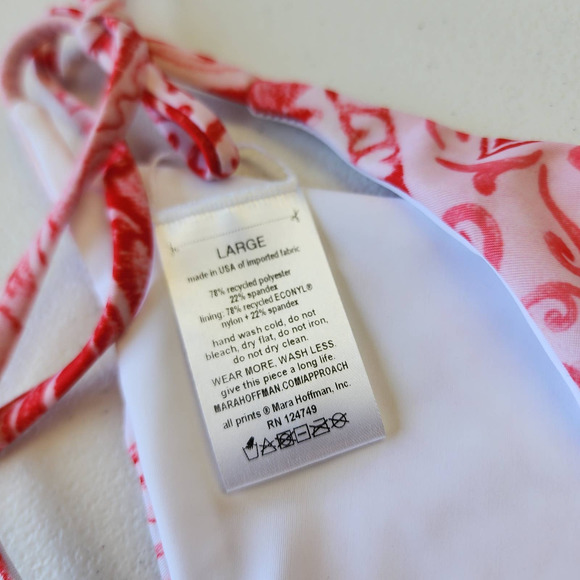 LARGE
made in USA of imported fabric
78% recycled polyester
22% spandex
lining: 78% recycled ECONYL®
nylon + 22% spandex
hand wash cold, do not
bleach, dry flat, do not iron,
do not dry clean.
WEAR MORE, WASH LESS.
give this piece a long life.
MARAHOFFMAN.COM/APPROACH
all prints ® Mara Hoffman, Inc.
RN 124749